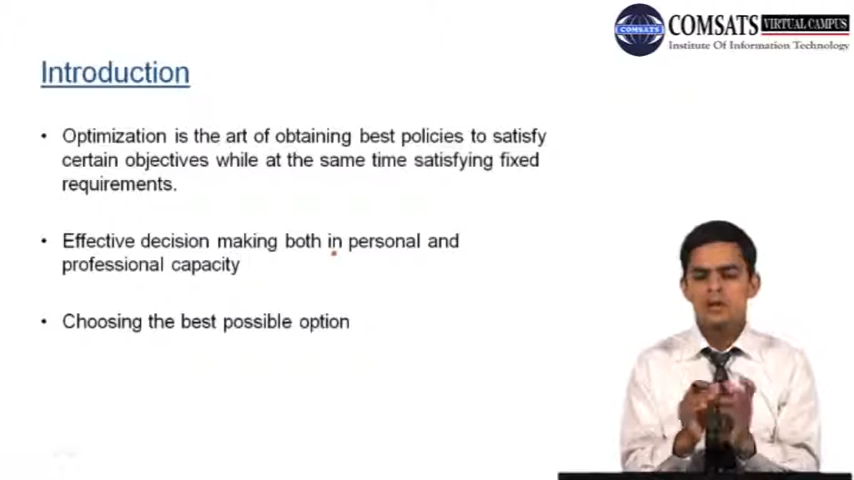 COMSATS
COMSATS VIRTUAL CAMPUS
Institute Of Information Technology
Introduction
• Optimization is the art of obtaining best policies to satisfy
certain objectives while at the same time satisfying fixed
requirements.
• Effective decision making both in personal and
professional capacity
• Choosing the best possible option